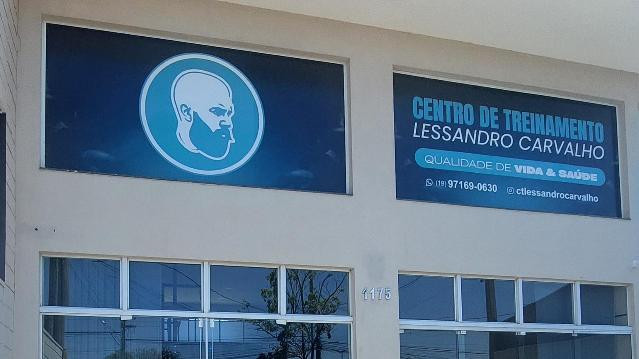 CENTRO DE TREINAMENTO
LESSANDRO CARVALHO
QUALIDADE DE VIDA & SAÚDE
(19) 97169-0630 ctlessandrocarvalho
1175